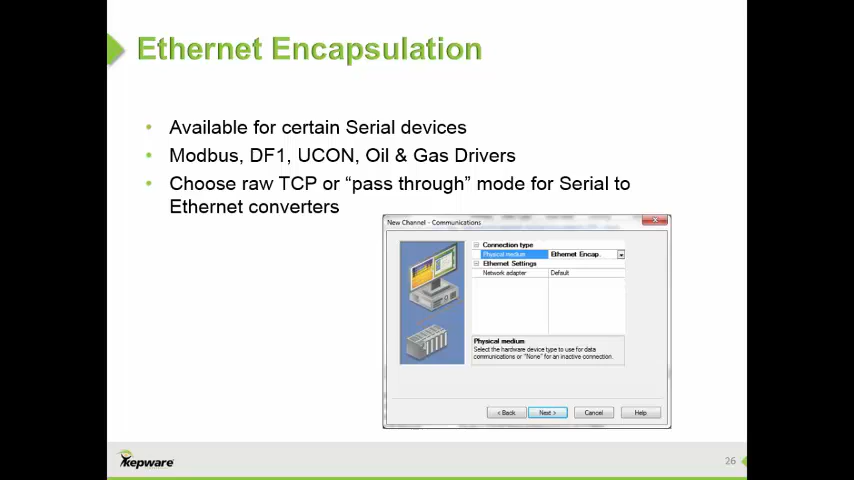 Ethernet Encapsulation
• Available for certain Serial devices
• Modbus, DF1, UCON, Oil & Gas Drivers
• Choose raw TCP or “pass through” mode for Serial to
Ethernet converters
New Channel - Communications
Connection type
Physical medium Ethernet Encap.
Ethernet Settings
Network adapter Default
Physical medium
Select the hardware device type to use for data
communications or "None" for an inactive connection.
< Back Next > Cancel Help
kepware 26